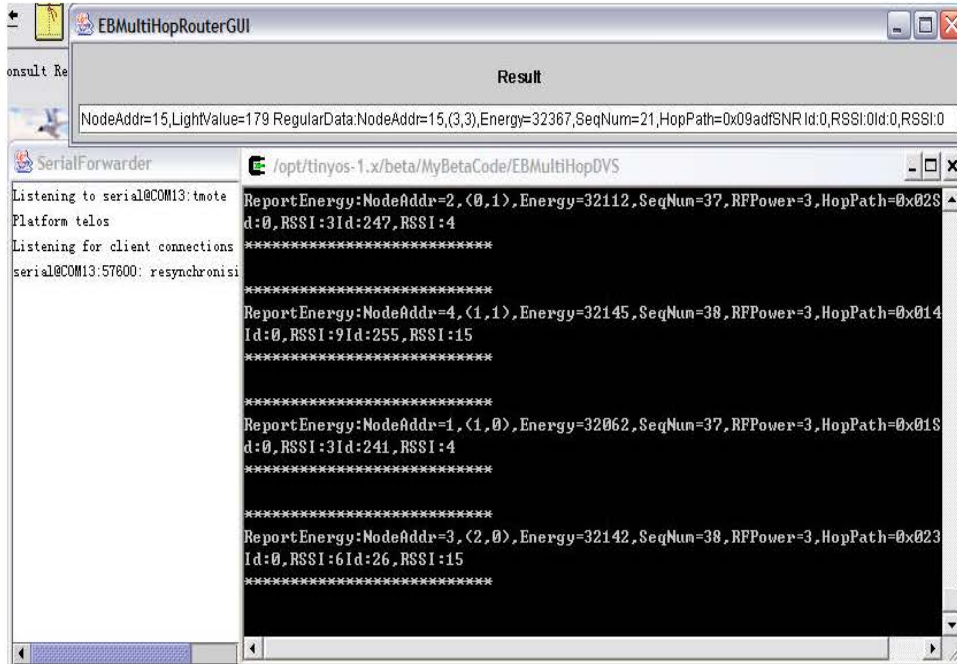 EBMultiHopRouterGUI
onsult Re
Result
NodeAddr=15,LightValue=179 RegularData:NodeAddr=15,(3,3),Energy=32367,SeqNum=21,HopPath=0x09adfSNR Id:0,RSSI:0Id:0,RSSI:0
SerialForwarder
Listening to serial@COM13:tmote
Platform telos
Listening for client connections
serial@COM13:57600: resynchronisi
/opt/tinyos-1.x/beta/MyBetaCode/EBMultiHopDVS
ReportEnergy:NodeAddr=2,(0,1),Energy=32112,SeqNum=37,RFPower=3,HopPath=0x02S
d:0,RSSI:3Id:247,RSSI:4
***************************
***************************
ReportEnergy:NodeAddr=4,(1,1),Energy=32145,SeqNum=38,RFPower=3,HopPath=0x014
Id:0,RSSI:9Id:255,RSSI:15
***************************
***************************
ReportEnergy:NodeAddr=1,(1,0),Energy=32062,SeqNum=37,RFPower=3,HopPath=0x01S
d:0,RSSI:3Id:241,RSSI:4
***************************
***************************
ReportEnergy:NodeAddr=3,(2,0),Energy=32142,SeqNum=38,RFPower=3,HopPath=0x023
Id:0,RSSI:6Id:26,RSSI:15
***************************